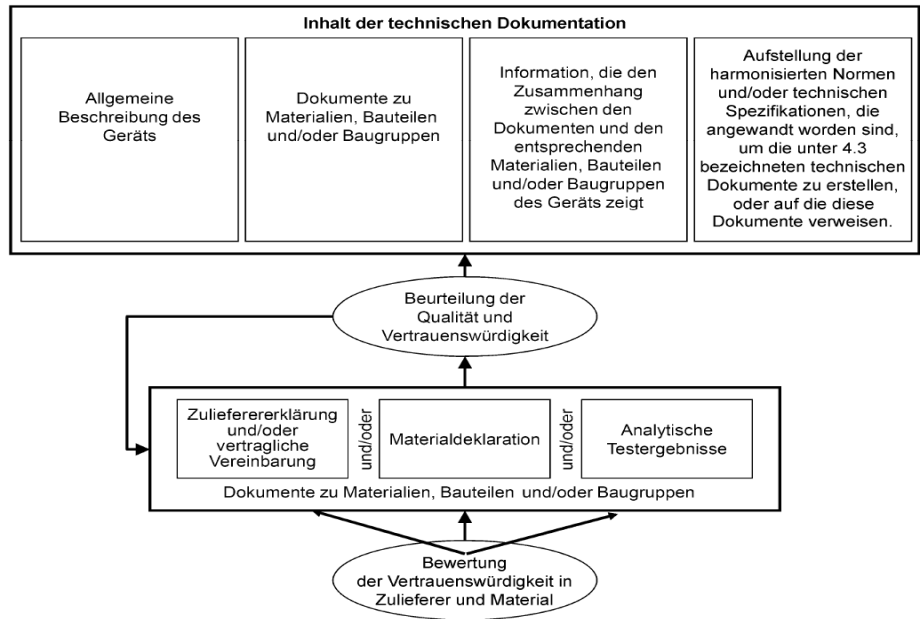 Inhalt der technischen Dokumentation
Allgemeine
Beschreibung des
Geräts
Dokumente zu
Materialien, Bauteilen
und/oder Baugruppen
Information, die den
Zusammenhang
zwischen den
Dokumenten und den
entsprechenden
Materialien, Bauteilen
und/oder Baugruppen
des Geräts zeigt
Aufstellung der
harmonisierten Normen
und/oder technischen
Spezifikationen, die
angewandt worden sind,
um die unter 4.3
bezeichneten technischen
Dokumente zu erstellen,
oder auf die diese
Dokumente verweisen.
Beurteilung der
Qualität und
Vertrauenswürdigkeit
Zuliefererklärung
und/oder
vertragliche
Vereinbarung
und/oder
Materialdeklaration
und/oder
Analytische
Testergebnisse
Dokumente zu Materialien, Bauteilen und/oder Baugruppen
Bewertung
der Vertrauenswürdigkeit in
Zulieferer und Material